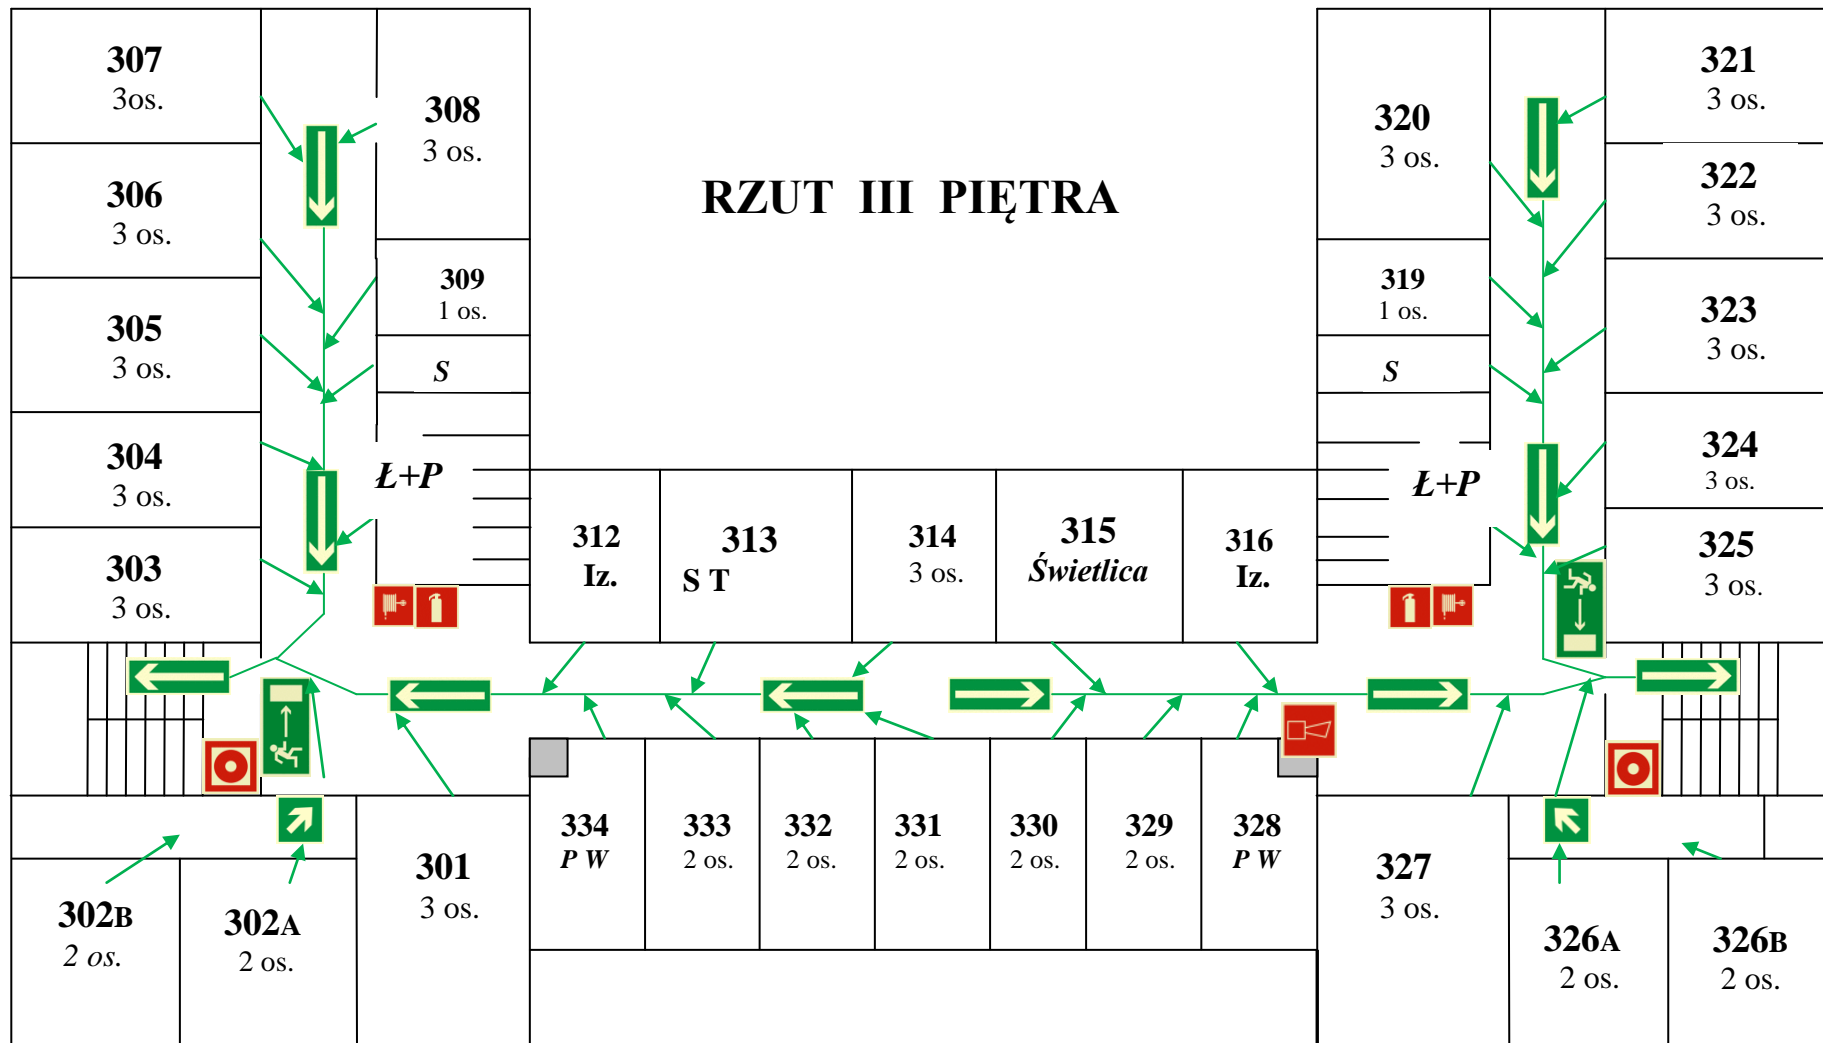 RZUT III PIĘTRA
307
3os.
306
3 os.
305
3 os.
304
3 os.
303
3 os.
308
3 os.
309
1 os.
S
Ł+P
312
Iz.
313
S T
314
3 os.
315
Świetlica
316
Iz.
320
3 os.
319
1 os.
S
Ł+P
321
3 os.
322
3 os.
323
3 os.
324
3 os.
325
3 os.
302B
2 os.
302A
2 os.
301
3 os.
334
P W
333
2 os.
332
2 os.
331
2 os.
330
2 os.
329
2 os.
328
P W
327
3 os.
326A
2 os.
326B
2 os.